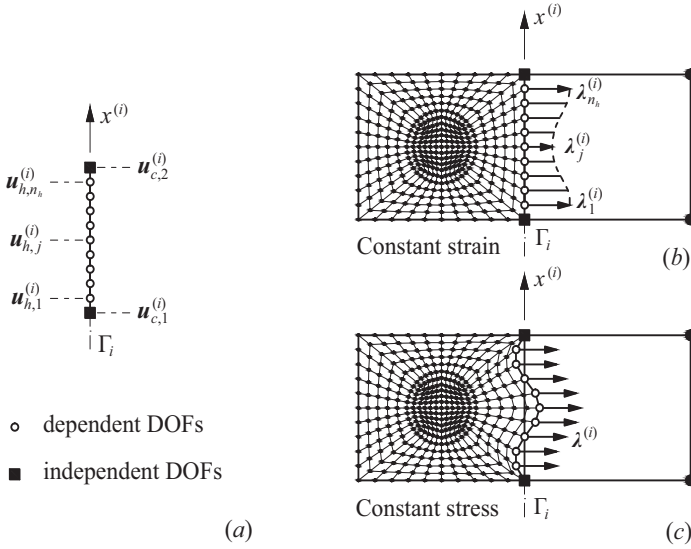 x^{(i)}
u_{c,2}^{(i)}
u_{h,n_h}^{(i)}
u_{h,j}^{(i)}
u_{h,1}^{(i)}
u_{c,1}^{(i)}
Γ_i
dependent DOFs
independent DOFs
(a)
x^{(i)}
λ_{n_h}^{(i)}
λ_j^{(i)}
λ_1^{(i)}
Γ_i
Constant strain
(b)
x^{(i)}
λ^{(i)}
Constant stress
Γ_i
(c)